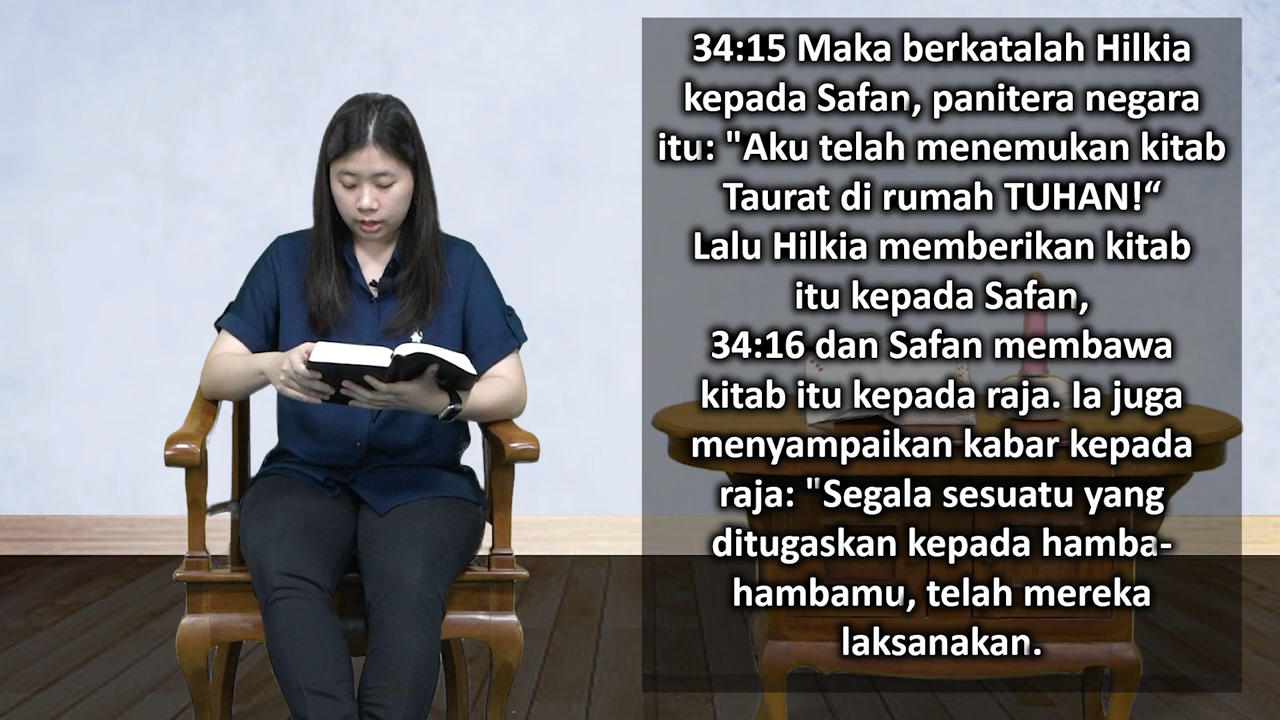 34:15 Maka berkatalah Hilkia
kepada Safan, panitera negara
itu: "Aku telah menemukan kitab
Taurat di rumah TUHAN!“
Lalu Hilkia memberikan kitab
itu kepada Safan,
34:16 dan Safan membawa
kitab itu kepada raja. Ia juga
menyampaikan kabar kepada
raja: "Segala sesuatu yang
ditugaskan kepada hamba-
hambamu, telah mereka
laksanakan.